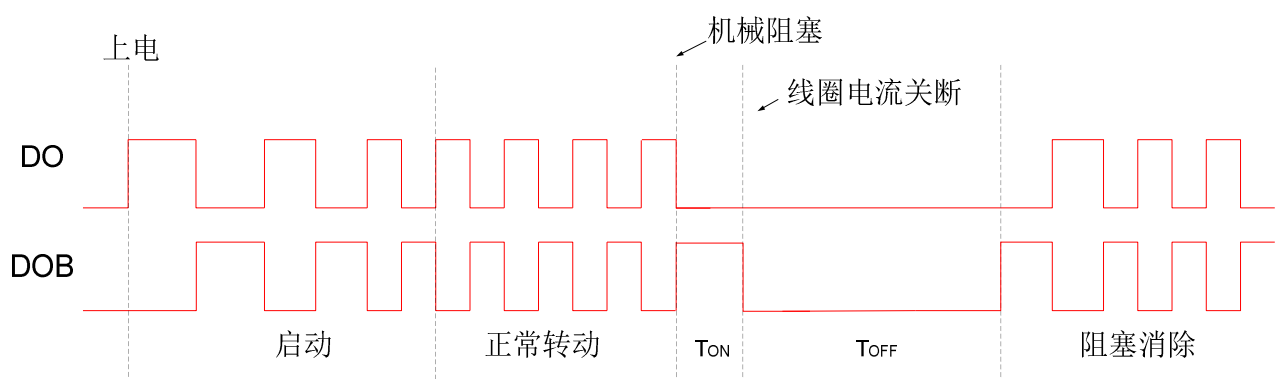 机械阻塞
上电
线圈电流关断
DO
DOB
启动
正常转动
TON
TOFF
阻塞消除